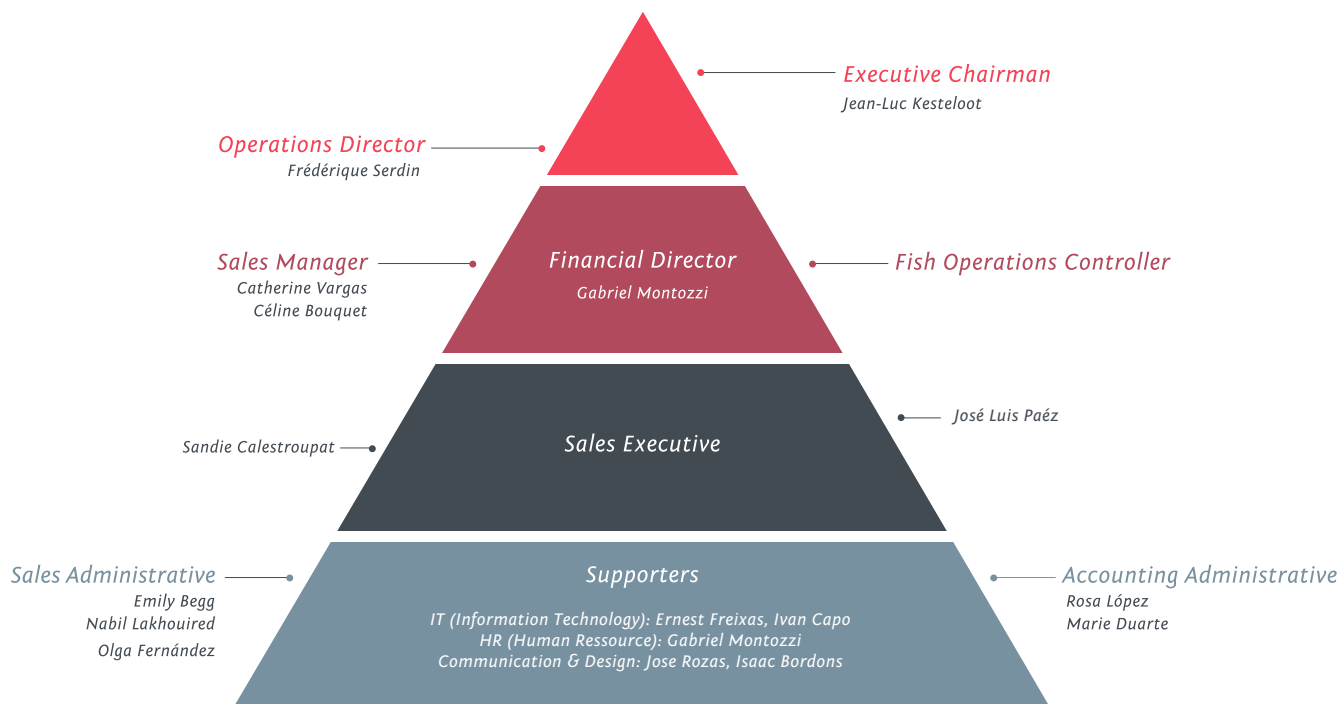 Executive Chairman
Jean-Luc Kesteloot
Operations Director
Frédérique Serdin
Sales Manager
Catherine Vargas
Céline Bouquet
Financial Director
Gabriel Montozzi
Fish Operations Controller
José Luis Paéz
Sales Executive
Sandie Calestroupat
Sales Administrative
Emily Begg
Nabil Lakhouired
Olga Fernández
Supporters
IT (Information Technology): Ernest Freixas, Ivan Capo
HR (Human Ressource): Gabriel Montozzi
Communication & Design: Jose Rozas, Isaac Bordons
Accounting Administrative
Rosa López
Marie Duarte